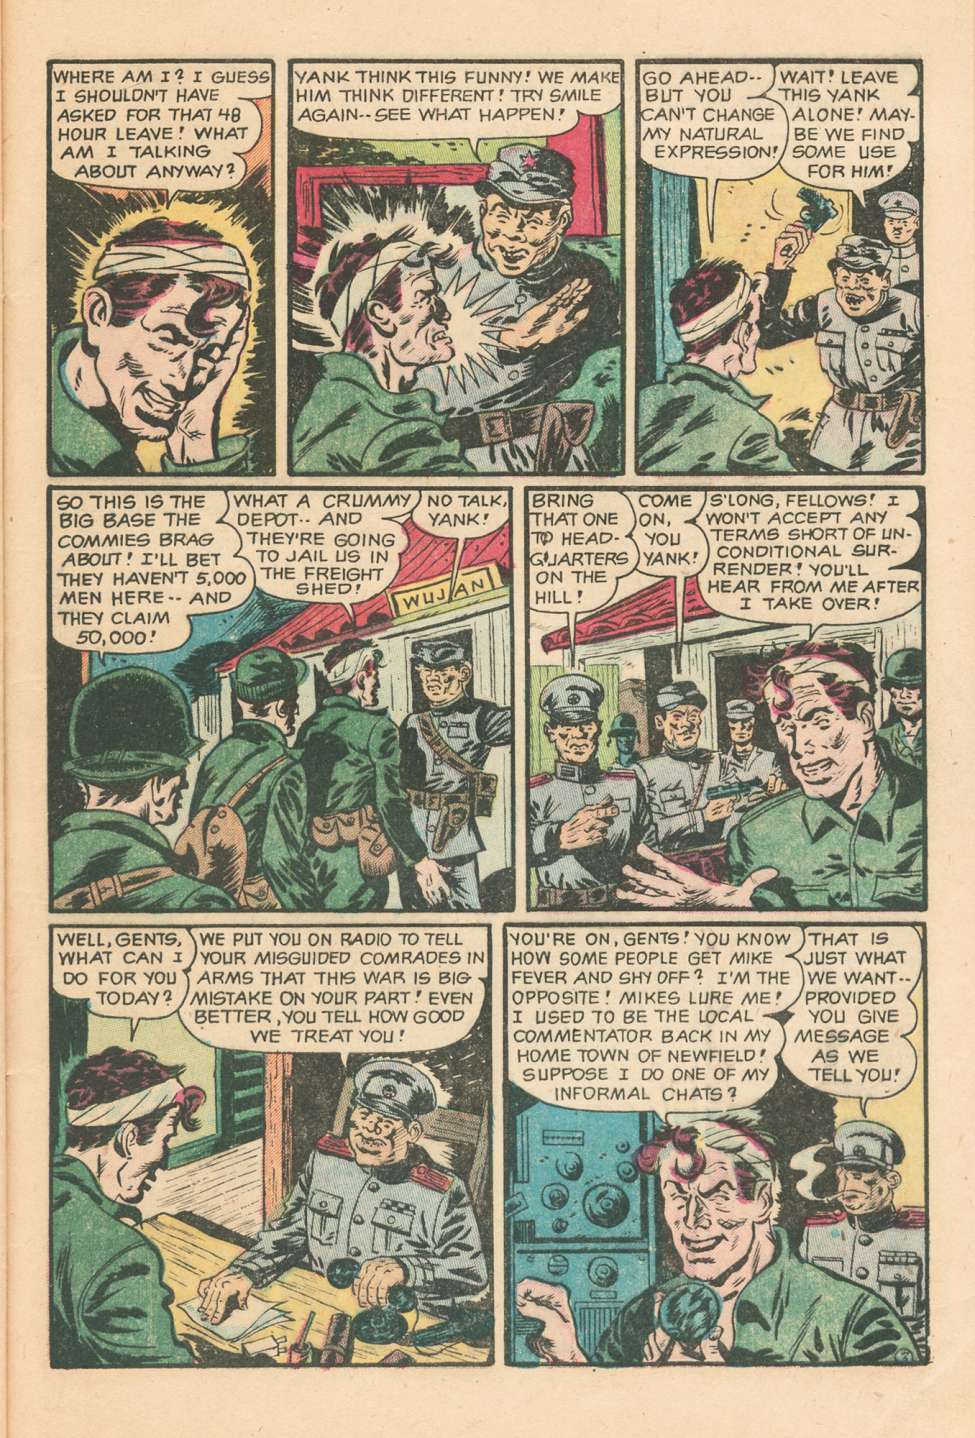 WHERE AM I? I GUESS
I SHOULDN'T HAVE
ASKED FOR THAT 48
HOUR LEAVE! WHAT
AM I TALKING
ABOUT ANYWAY?
YANK THINK THIS FUNNY! WE MAKE
HIM THINK DIFFERENT! TRY SMILE
AGAIN-- SEE WHAT HAPPEN!
GO AHEAD--
BUT YOU
CAN'T CHANGE
MY NATURAL
EXPRESSION!
WAIT! LEAVE
THIS YANK
ALONE! MAY-
BE WE FIND
SOME USE
FOR HIM!
SO THIS IS THE
BIG BASE THE
COMMIES BRAG
ABOUT! I'LL BET
THEY HAVEN'T 5,000
MEN HERE-- AND
THEY CLAIM
50,000!
WHAT A CRUMMY
DEPOT-- AND
THEY'RE GOING
TO JAIL US IN
THE FREIGHT
SHED!
NO TALK,
YANK!
WUJAN
BRING
THAT ONE
TO HEAD-
QUARTERS
ON THE
HILL!
COME
ON,
YOU
YANK!
S'LONG, FELLOWS! I
WON'T ACCEPT ANY
TERMS SHORT OF UN-
CONDITIONAL SUR-
RENDER! YOU'LL
HEAR FROM ME AFTER
I TAKE OVER!
WELL, GENTS,
WHAT CAN I
DO FOR YOU
TODAY?
WE PUT YOU ON RADIO TO TELL
YOUR MISGUIDED COMRADES IN
ARMS THAT THIS WAR IS BIG
MISTAKE ON YOUR PART! EVEN
BETTER, YOU TELL HOW GOOD
WE TREAT YOU!
YOU'RE ON, GENTS! YOU KNOW
HOW SOME PEOPLE GET MIKE
FEVER AND SHY OFF? I'M THE
OPPOSITE! MIKES LURE ME!
I USED TO BE THE LOCAL
COMMENTATOR BACK IN MY
HOME TOWN OF NEWFIELD!
SUPPOSE I DO ONE OF MY
INFORMAL CHATS?
THAT IS
JUST WHAT
WE WANT--
PROVIDED
YOU GIVE
MESSAGE
AS WE
TELL YOU!
3